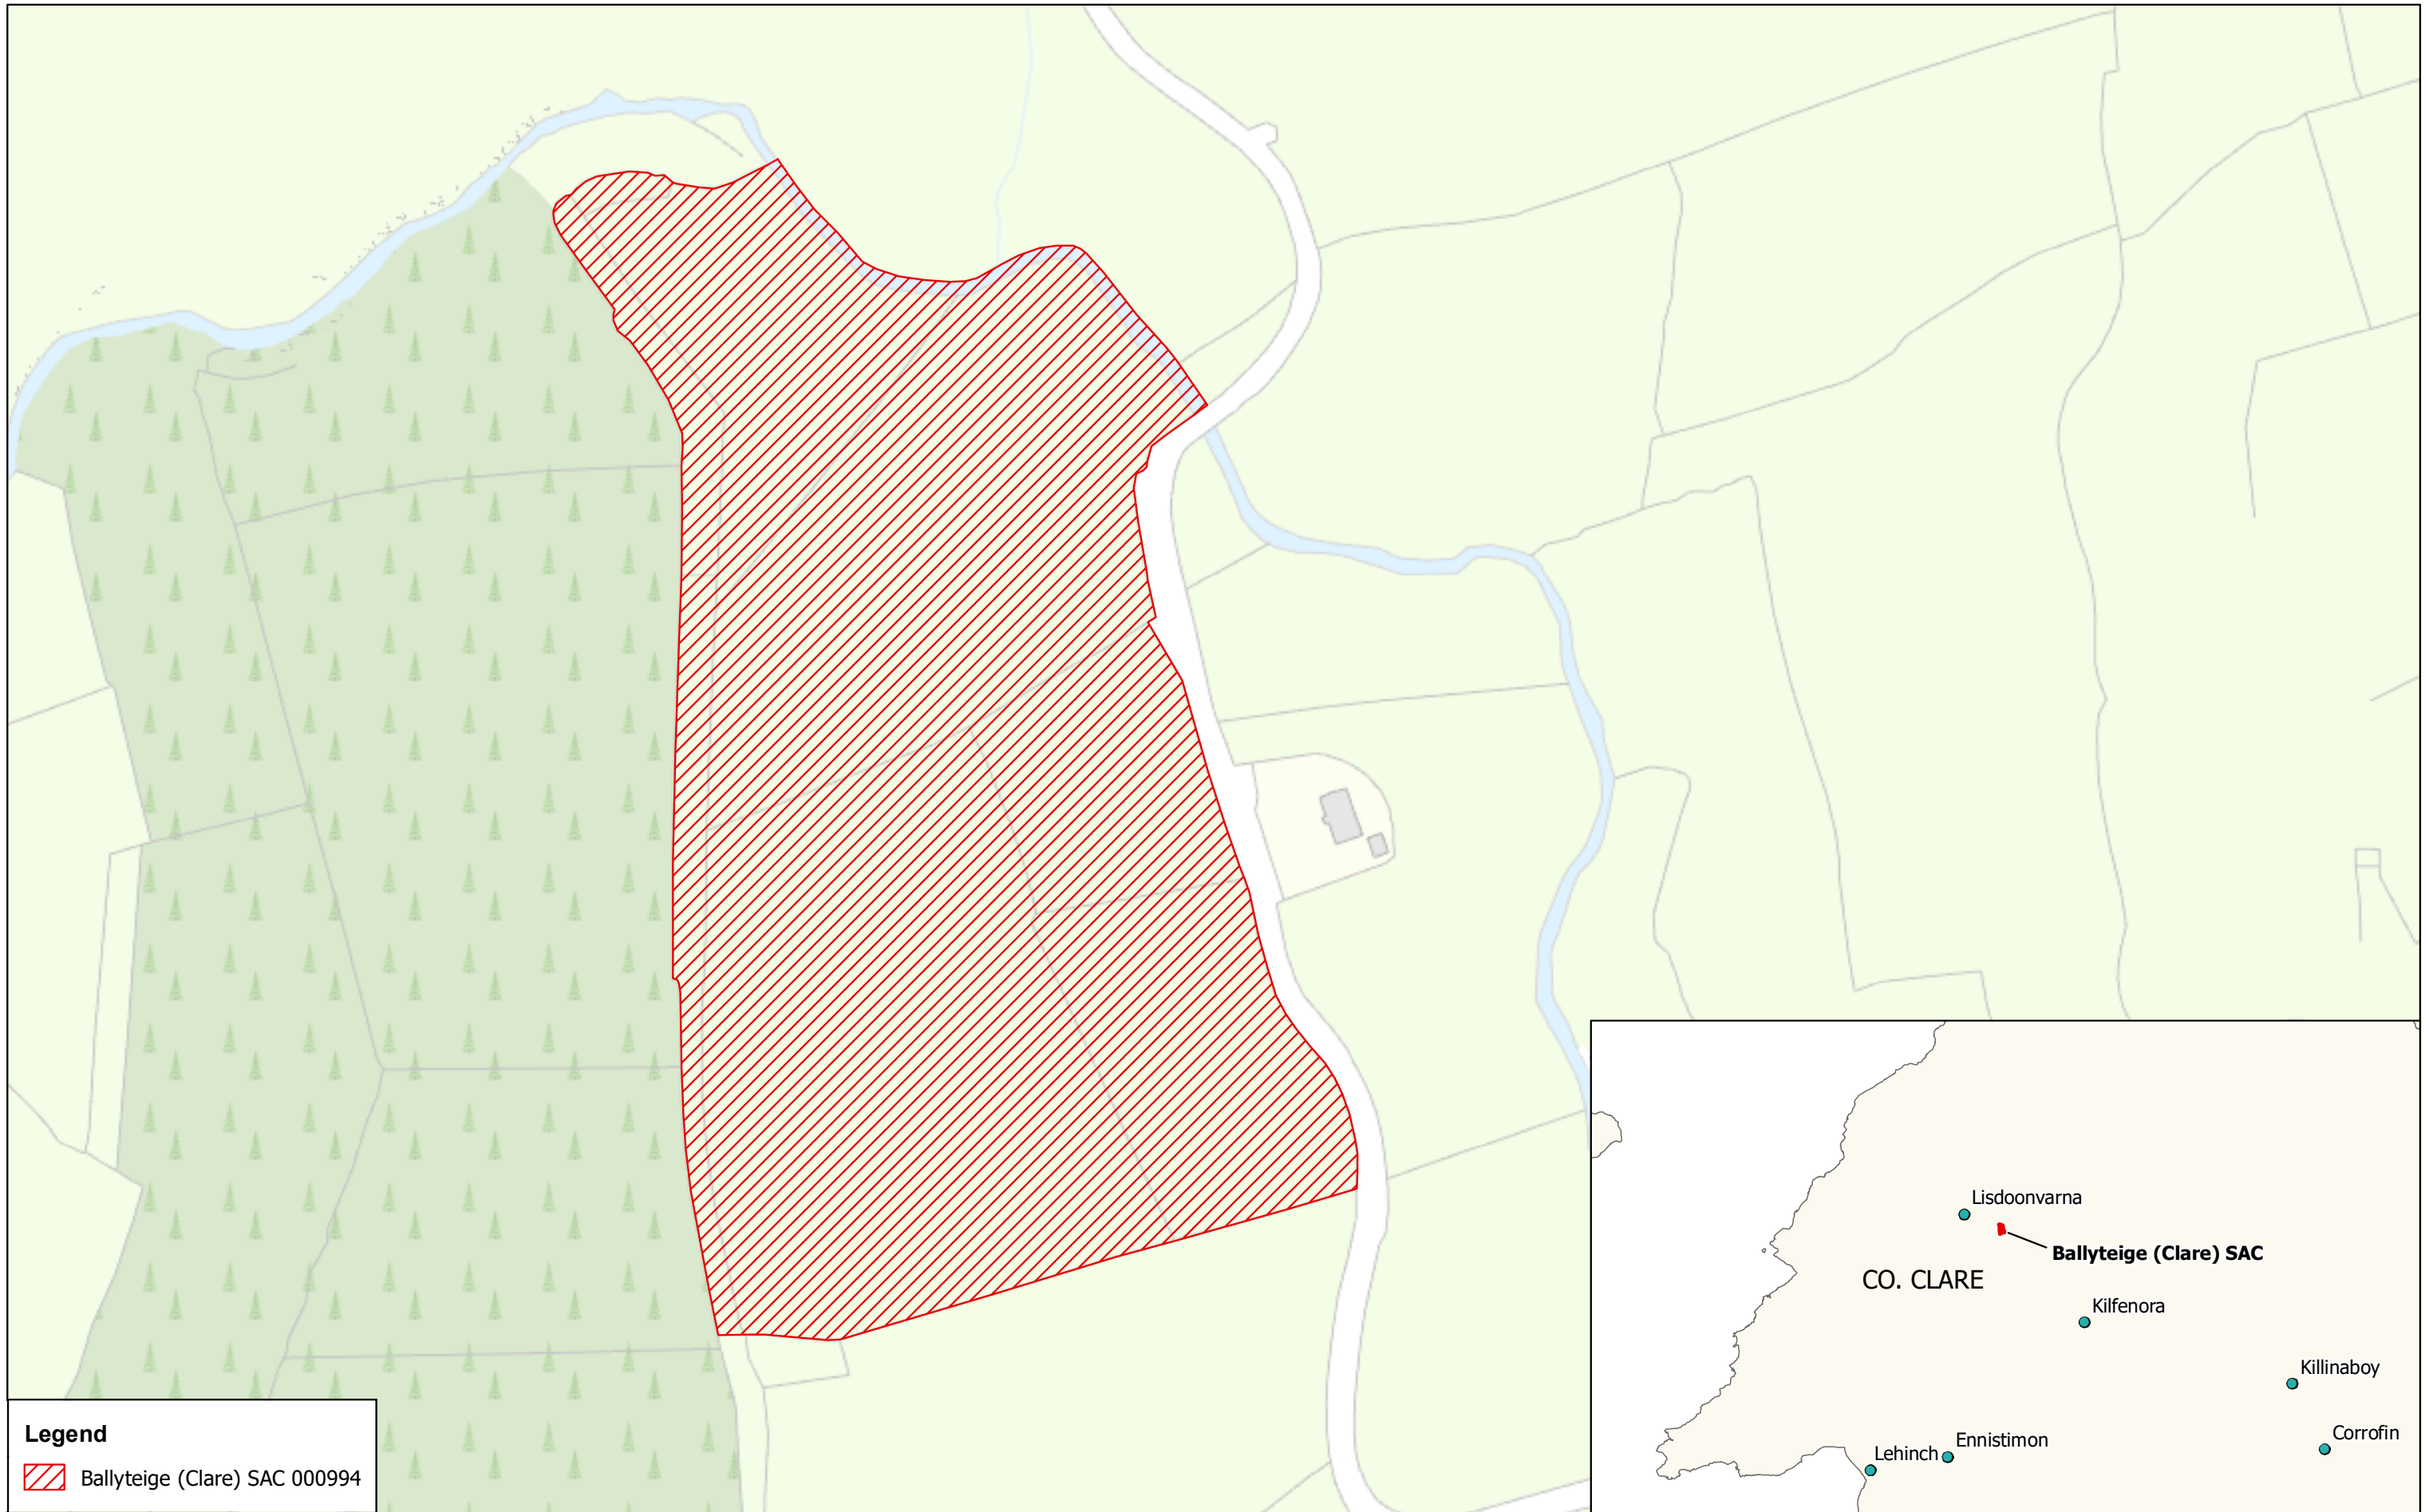 Legend
Ballyteige (Clare) SAC 000994
Lisdoonvarna
Ballyteige (Clare) SAC
CO. CLARE
Kilfenora
Killinaboy
Corrofin
Ennistimon
Lehinch